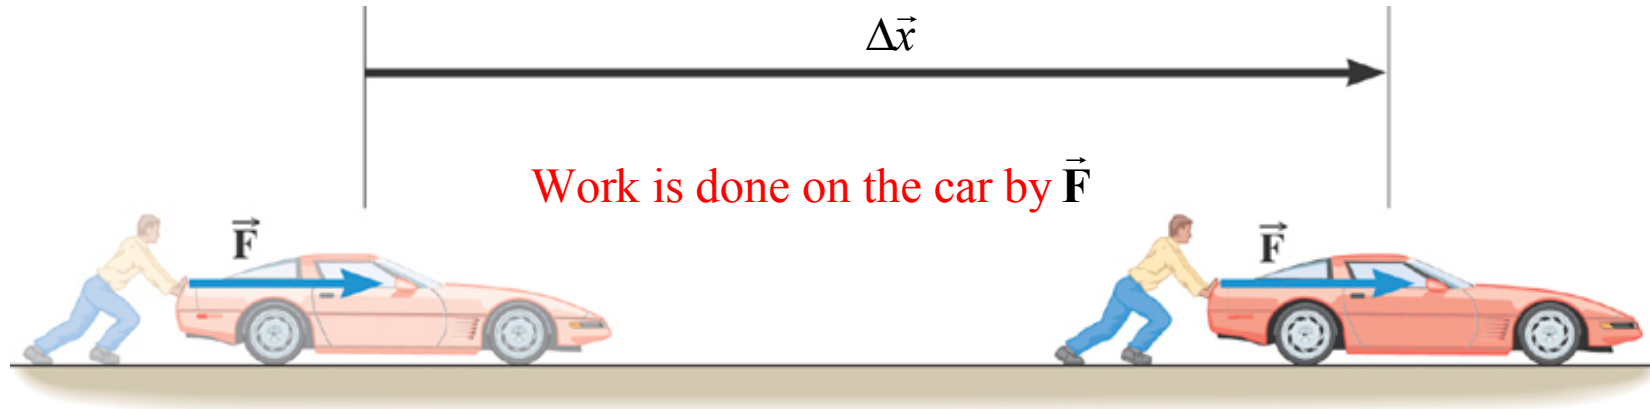 Δx⃗
Work is done on the car by F⃗
F⃗
F⃗